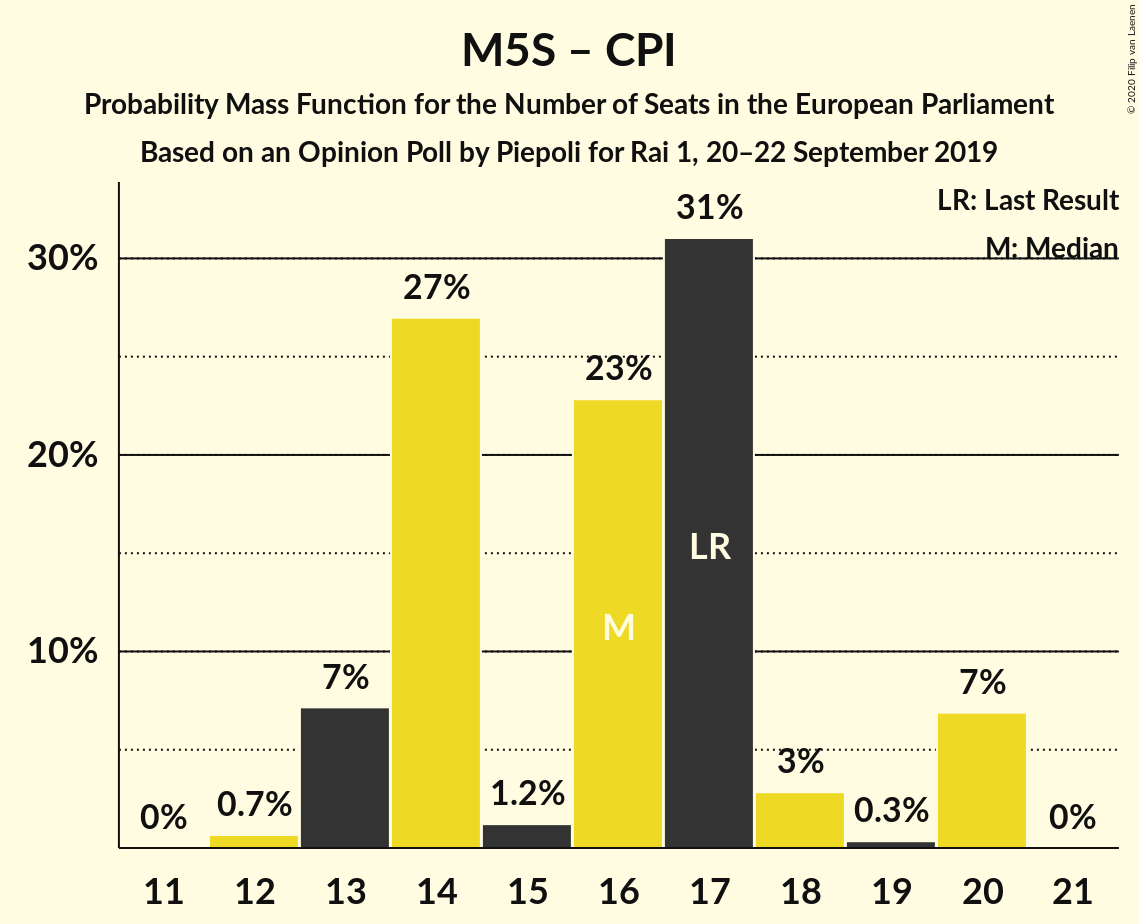 M5S – CPI
Probability Mass Function for the Number of Seats in the European Parliament
Based on an Opinion Poll by Piepoli for Rai 1, 20–22 September 2019
© 2020 Filip van Laenen
LR: Last Result
M: Median
30%
20%
10%
0%
0.7%
7%
27%
1.2%
23%
31%
3%
0.3%
7%
0%
M
LR
11 12 13 14 15 16 17 18 19 20 21